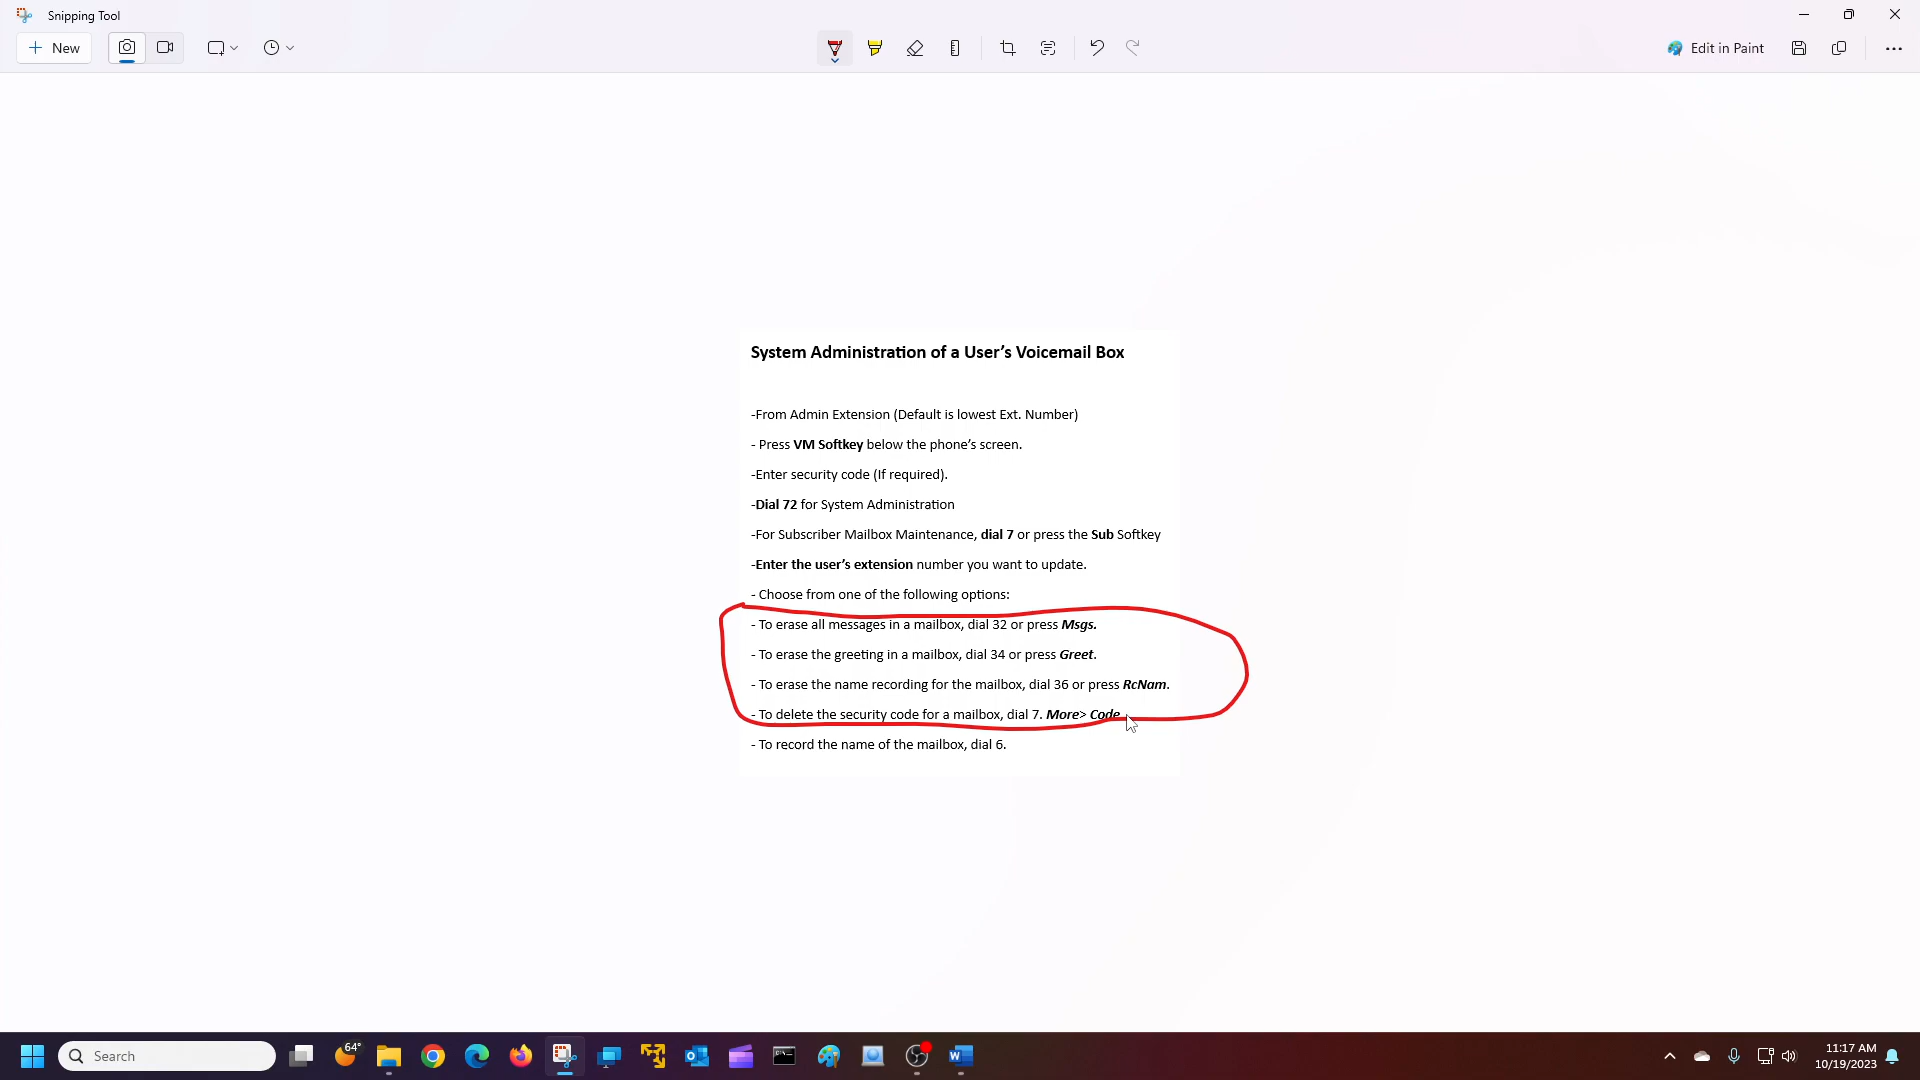 Snipping Tool
New
Edit in Paint
System Administration of a User's Voicemail Box
-From Admin Extension (Default is lowest Ext. Number)
- Press VM Softkey below the phone's screen.
-Enter security code (If required).
-Dial 72 for System Administration
-For Subscriber Mailbox Maintenance, dial 7 or press the Sub Softkey
-Enter the user's extension number you want to update.
- Choose from one of the following options:
- To erase all messages in a mailbox, dial 32 or press Msgs.
- To erase the greeting in a mailbox, dial 34 or press Greet.
- To erase the name recording for the mailbox, dial 36 or press RcNam.
- To delete the security code for a mailbox, dial 7. More> Code
- To record the name of the mailbox, dial 6.
Search
64°
11:17 AM
10/19/2023